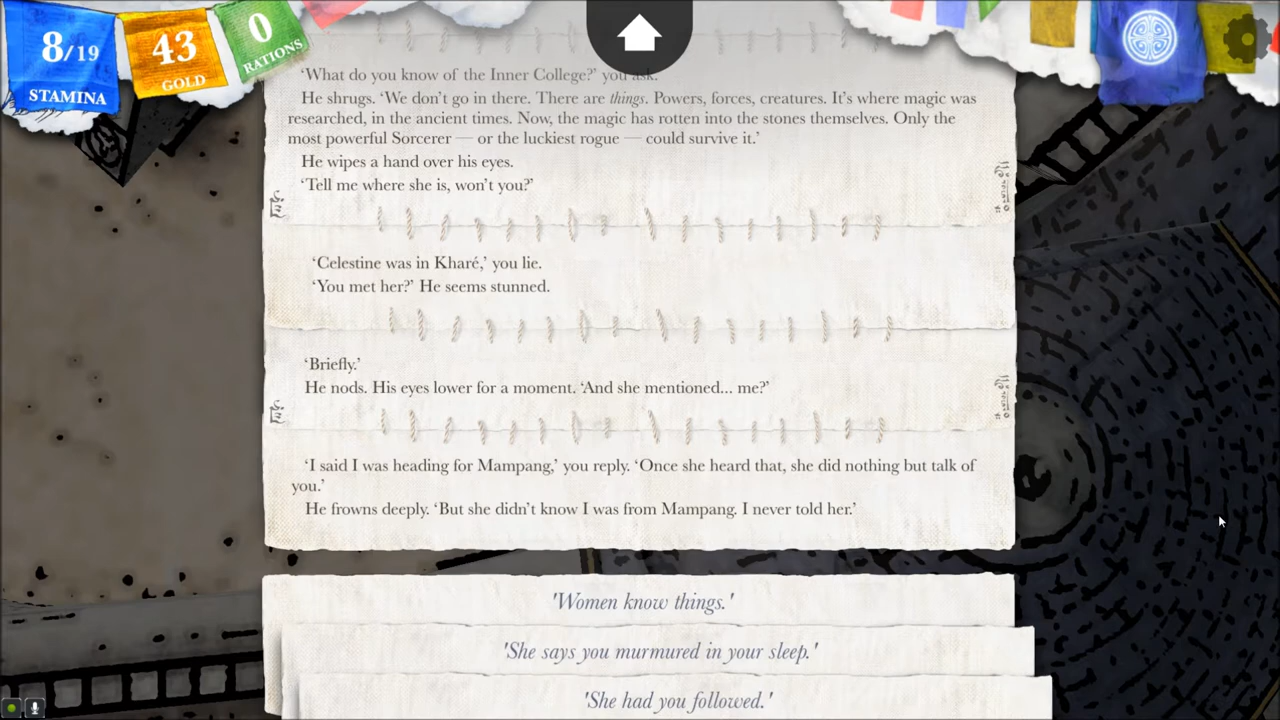 8/19
STAMINA
43
GOLD
0
RATIONS
‘What do you know of the Inner College?’ you ask.
He shrugs. ‘We don’t go in there. There are things. Powers, forces, creatures. It’s where magic was
researched, in the ancient times. Now, the magic has rotten into the stones themselves. Only the
most powerful Sorcerer — or the luckiest rogue — could survive it.’
He wipes a hand over his eyes.
‘Tell me where she is, won’t you?’
‘Celestine was in Kharé,’ you lie.
‘You met her?’ He seems stunned.
‘Briefly.’
He nods. His eyes lower for a moment. ‘And she mentioned... me?’
‘I said I was heading for Mampang,’ you reply. ‘Once she heard that, she did nothing but talk of
you.’
He frowns deeply. ‘But she didn’t know I was from Mampang. I never told her.’
'Women know things.'
'She says you murmured in your sleep.'
'She had you followed.'